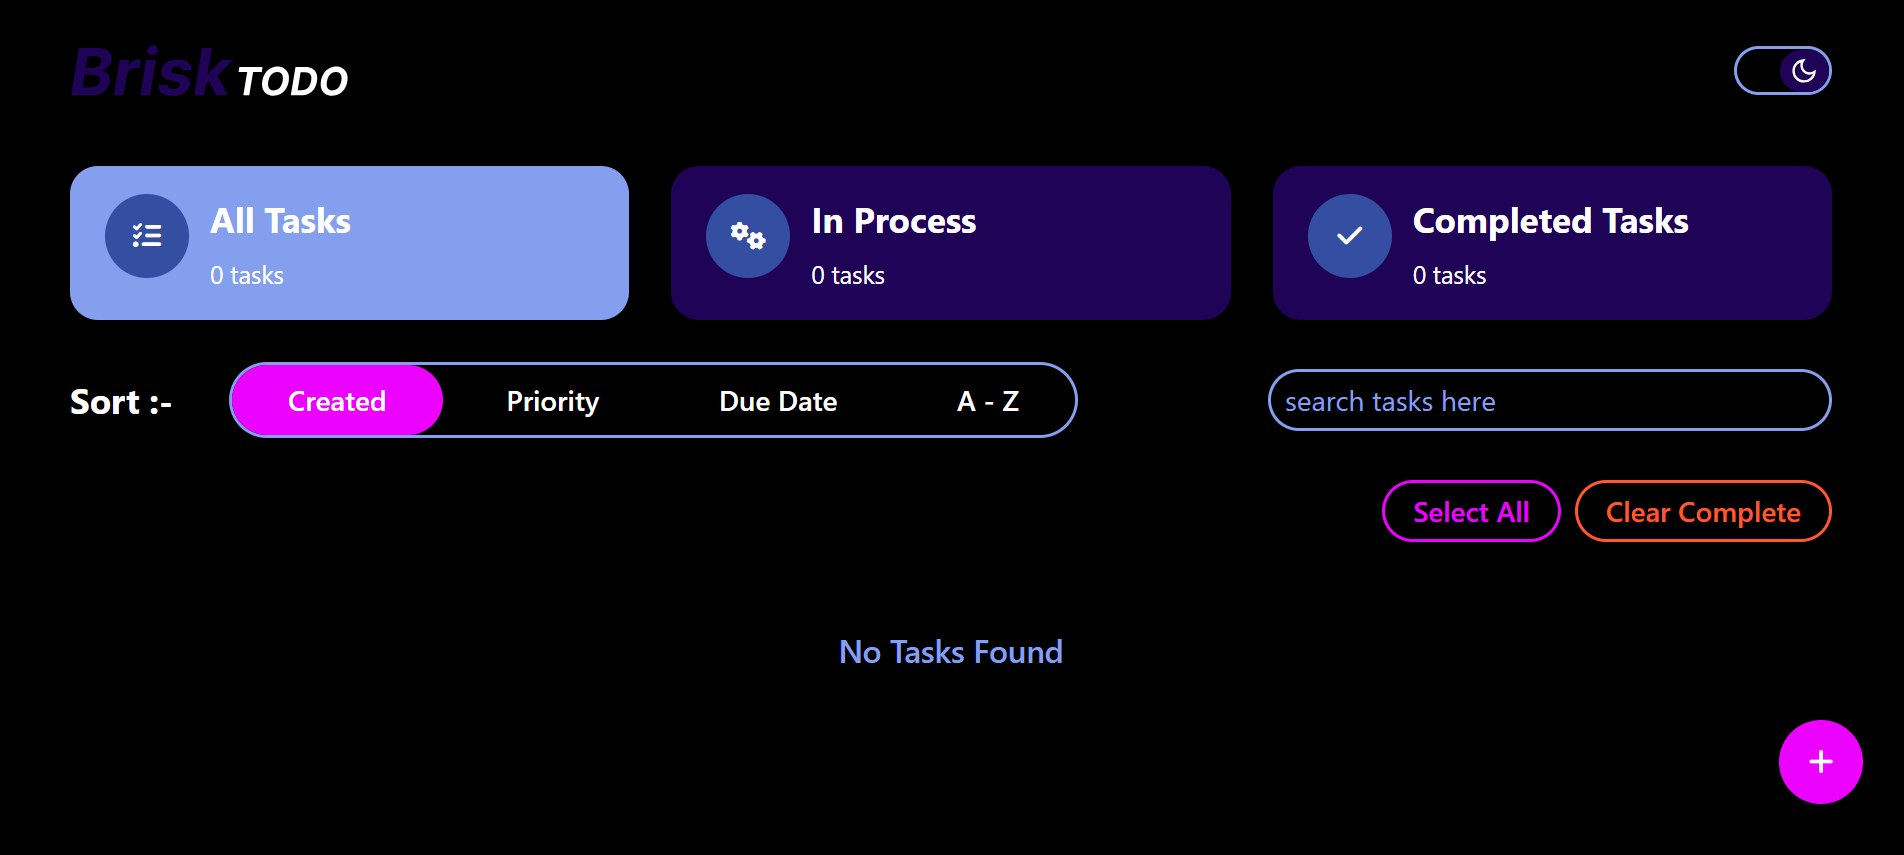 Brisk TODO
All Tasks
0 tasks
In Process
0 tasks
Completed Tasks
0 tasks
Sort :-
Created
Priority
Due Date
A - Z
search tasks here
Select All
Clear Complete
No Tasks Found
+